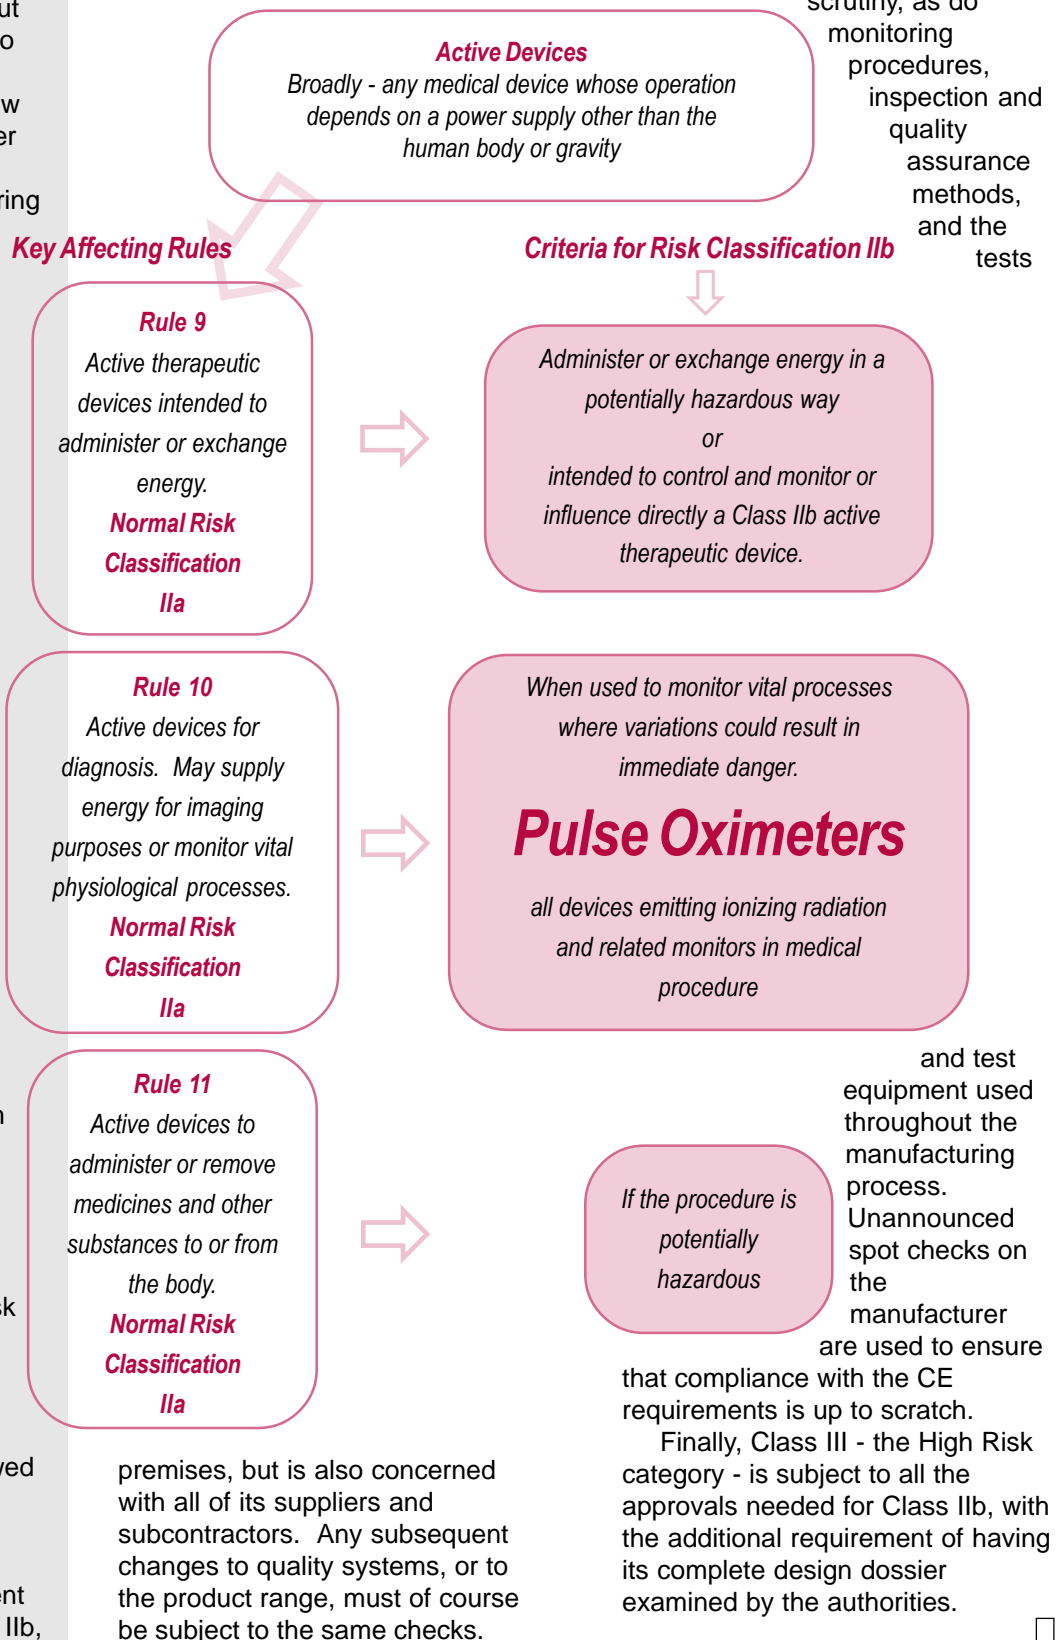 Active Devices
Broadly - any medical device whose operation
depends on a power supply other than the
human body or gravity
scrutiny, as do
monitoring
procedures,
inspection and
quality
assurance
methods,
and the
tests
Key Affecting Rules
Criteria for Risk Classification IIb
Rule 9
Active therapeutic
devices intended to
administer or exchange
energy.
Normal Risk
Classification
IIa
Administer or exchange energy in a
potentially hazardous way
or
intended to control and monitor or
influence directly a Class IIb active
therapeutic device.
Rule 10
Active devices for
diagnosis. May supply
energy for imaging
purposes or monitor vital
physiological processes.
Normal Risk
Classification
IIa
When used to monitor vital processes
where variations could result in
immediate danger.
Pulse Oximeters
all devices emitting ionizing radiation
and related monitors in medical
procedure
Rule 11
Active devices to
administer or remove
medicines and other
substances to or from
the body.
Normal Risk
Classification
IIa
If the procedure is
potentially
hazardous
premises, but is also concerned
with all of its suppliers and
subcontractors. Any subsequent
changes to quality systems, or to
the product range, must of course
be subject to the same checks.
and test
equipment used
throughout the
manufacturing
process.
Unannounced
spot checks on
the
manufacturer
are used to ensure
that compliance with the CE
requirements is up to scratch.
Finally, Class III - the High Risk
category - is subject to all the
approvals needed for Class IIb, with
the additional requirement of having
its complete design dossier
examined by the authorities.
IIb,